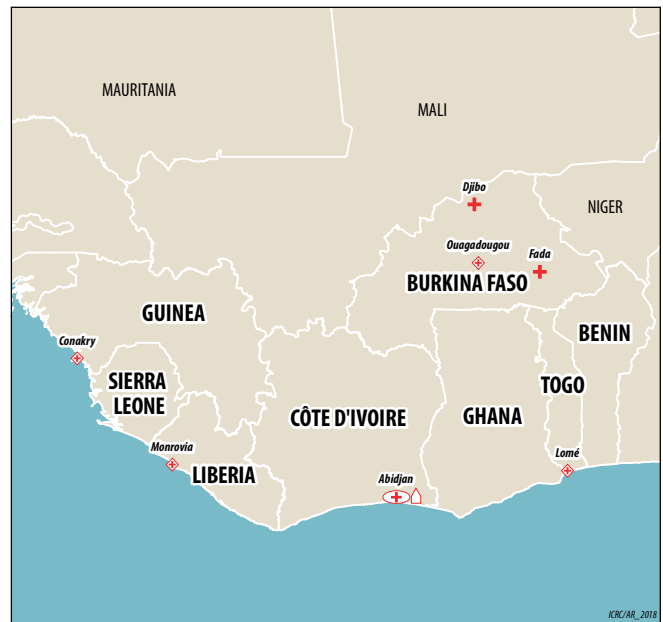 MAURITANIA
MALI
Djibo
NIGER
Ouagadougou
Fada
BURKINA FASO
GUINEA
BENIN
Conakry
SIERRA
LEONE
TOGO
CÔTE D'IVOIRE
GHANA
Monrovia
LIBERIA
Abidjan
Lomé
ICRC/AR_2018